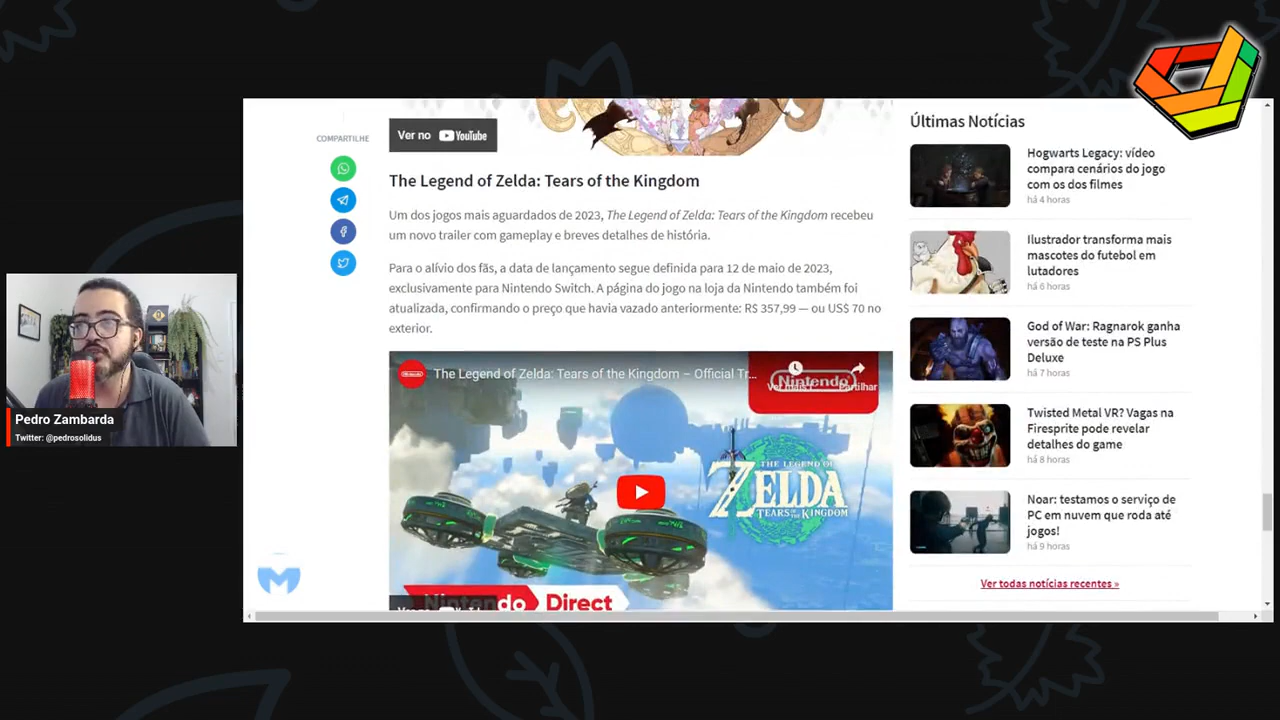 COMPARTILHE
Ver no YouTube
The Legend of Zelda: Tears of the Kingdom
Um dos jogos mais aguardados de 2023, The Legend of Zelda: Tears of the Kingdom recebeu
um novo trailer com gameplay e breves detalhes de história.
Para o alívio dos fãs, a data de lançamento segue definida para 12 de maio de 2023,
exclusivamente para Nintendo Switch. A página do jogo na loja da Nintendo também foi
atualizada, confirmando o preço que havia vazado anteriormente: R$ 357,99 — ou US$ 70 no
exterior.
Nintendo
The Legend of Zelda: Tears of the Kingdom – Official Tr...
Nintendo
Partilhar
THE LEGEND OF
ZELDA
TEARS OF THE KINGDOM
Nintendo Direct
Últimas Notícias
Hogwarts Legacy: vídeo
compara cenários do jogo
com os dos filmes
há 4 horas
Ilustrador transforma mais
mascotes do futebol em
lutadores
há 6 horas
God of War: Ragnarok ganha
versão de teste na PS Plus
Deluxe
há 7 horas
Twisted Metal VR? Vagas na
Firesprite pode revelar
detalhes do game
há 8 horas
Noar: testamos o serviço de
PC em nuvem que roda até
jogos!
há 9 horas
Ver todas notícias recentes »
Pedro Zambarda
Twitter: @pedrosolidus